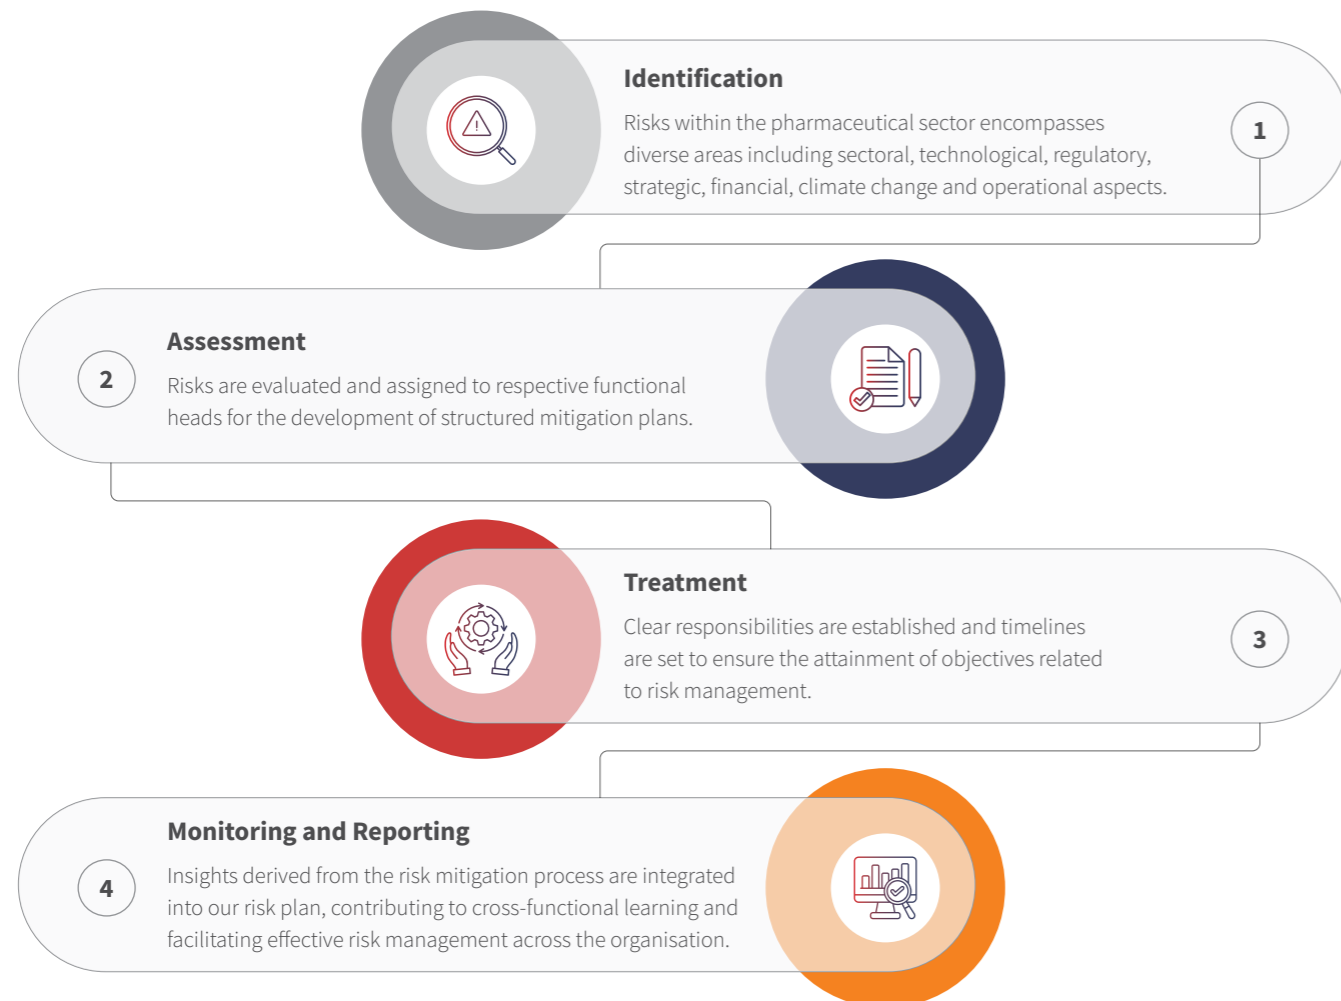 Identification
Risks within the pharmaceutical sector encompasses
diverse areas including sectoral, technological, regulatory,
strategic, financial, climate change and operational aspects.
1
Assessment
2
Risks are evaluated and assigned to respective functional
heads for the development of structured mitigation plans.
Treatment
Clear responsibilities are established and timelines
are set to ensure the attainment of objectives related
to risk management.
3
Monitoring and Reporting
4
Insights derived from the risk mitigation process are integrated
into our risk plan, contributing to cross-functional learning and
facilitating effective risk management across the organisation.